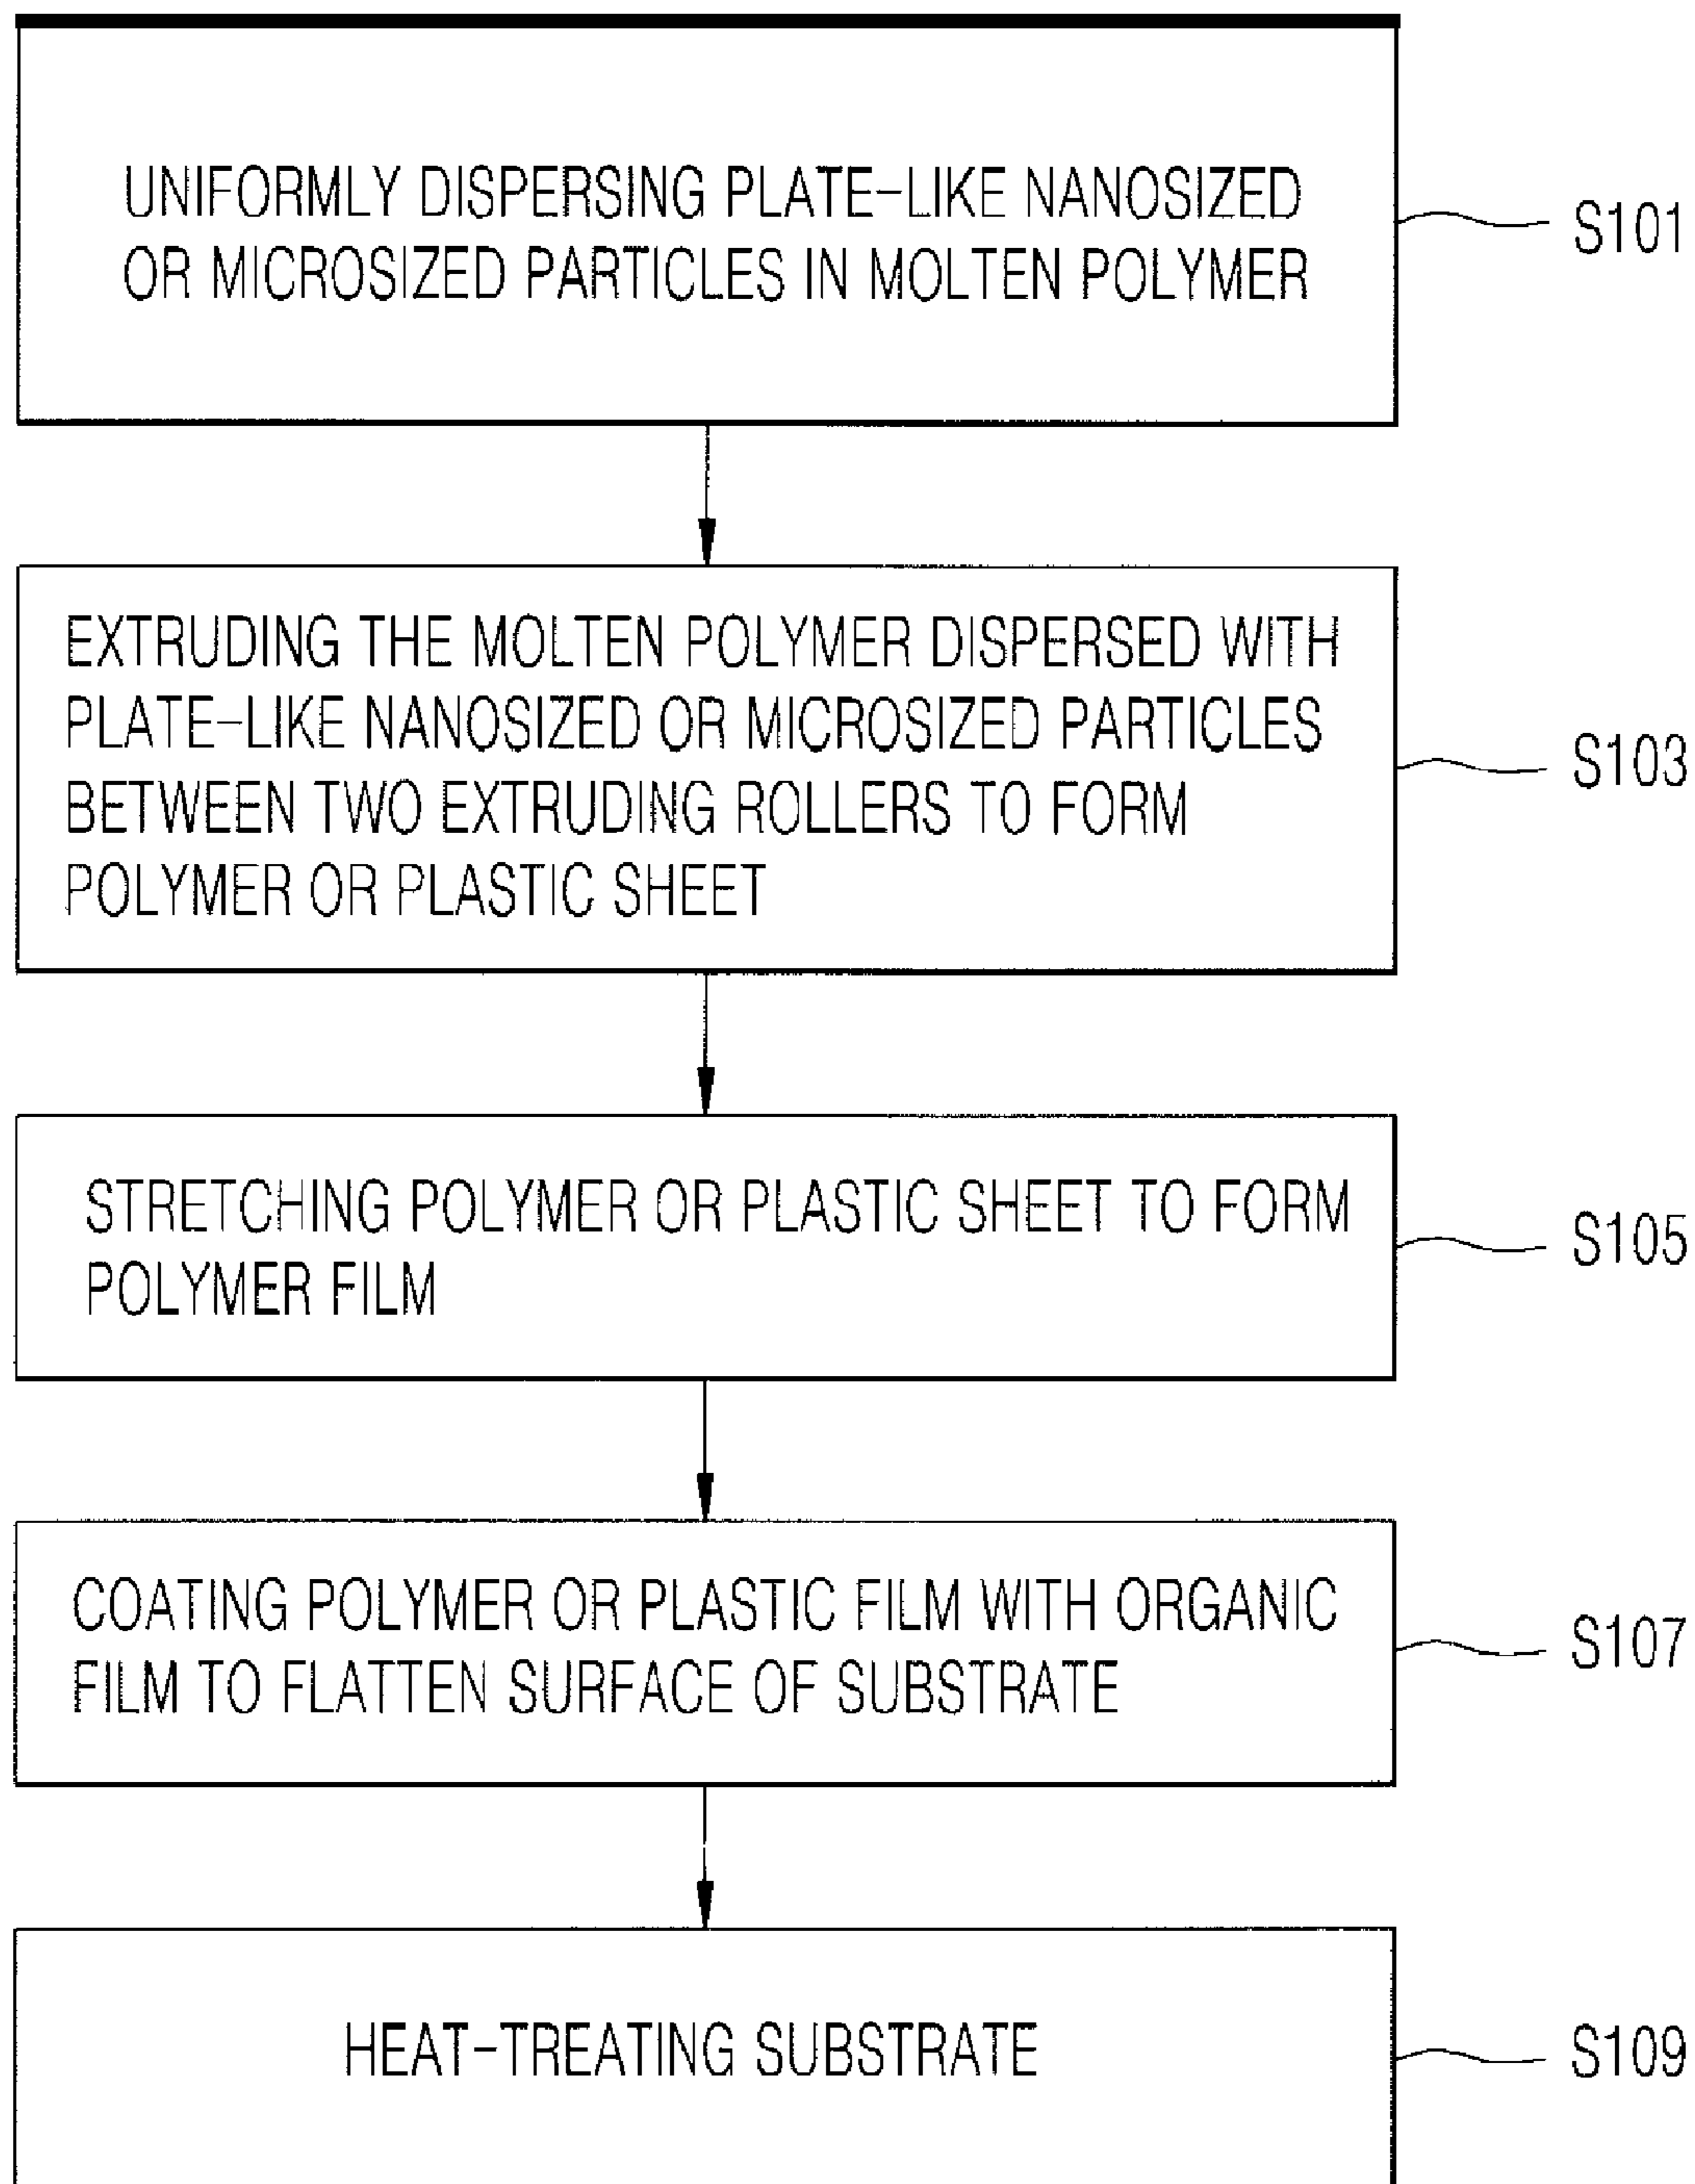 UNIFORMLY DISPERSING PLATE-LIKE NANOSIZED
OR MICROSIZED PARTICLES IN MOLTEN POLYMER
S101
EXTRUDING THE MOLTEN POLYMER DISPERSED WITH
PLATE-LIKE NANOSIZED OR MICROSIZED PARTICLES
BETWEEN TWO EXTRUDING ROLLERS TO FORM
POLYMER OR PLASTIC SHEET
S103
STRETCHING POLYMER OR PLASTIC SHEET TO FORM
POLYMER FILM
S105
COATING POLYMER OR PLASTIC FILM WITH ORGANIC
FILM TO FLATTEN SURFACE OF SUBSTRATE
S107
HEAT-TREATING SUBSTRATE
S109